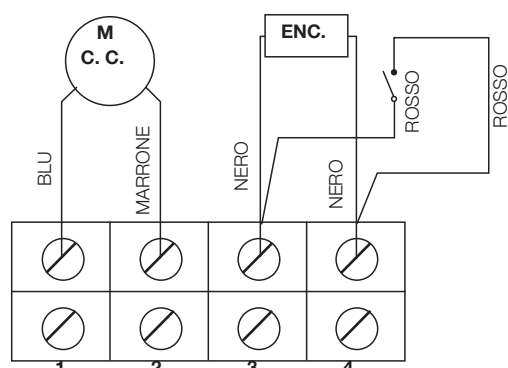 M
C. C.
ENC.
BLU
MARRONE
NERO
NERO
ROSSO
ROSSO
1 2 3 4